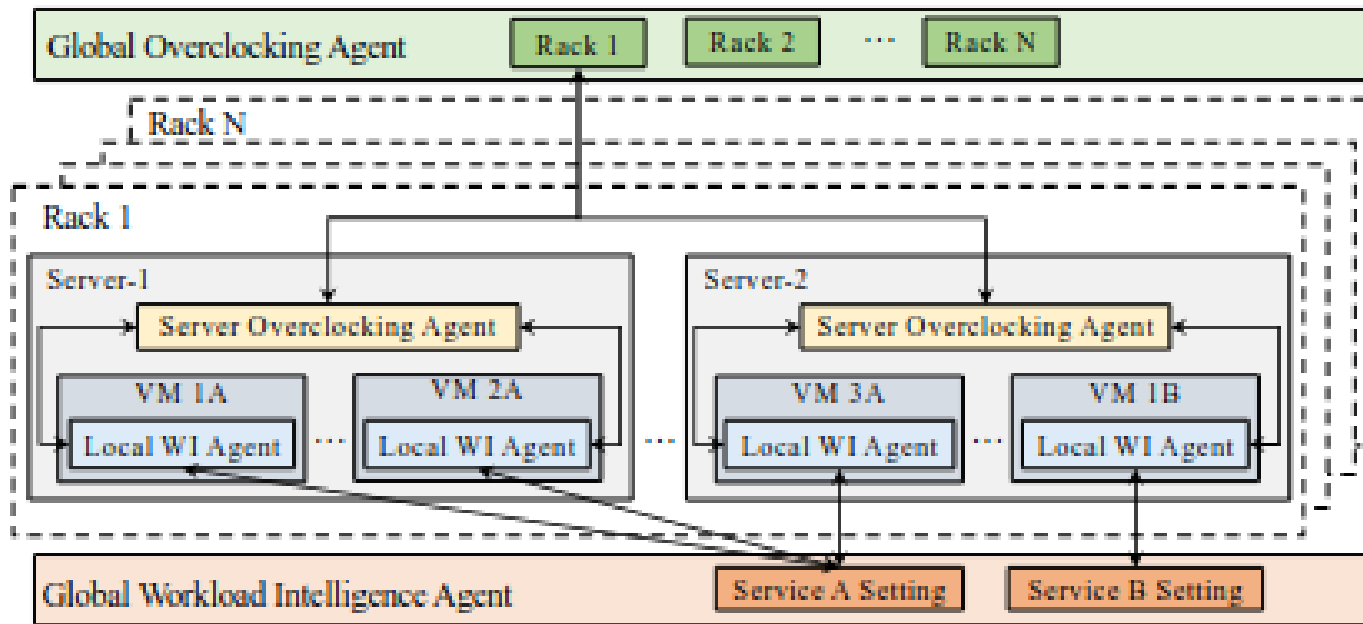 Global Overclocking Agent
Rack 1
Rack 2
...
Rack N
Rack N
Rack 1
Server-1
Server Overclocking Agent
VM 1A
Local WI Agent
...
VM 2A
Local WI Agent
...
Server-2
Server Overclocking Agent
VM 3A
Local WI Agent
...
VM 1B
Local WI Agent
Global Workload Intelligence Agent
Service A Setting
Service B Setting